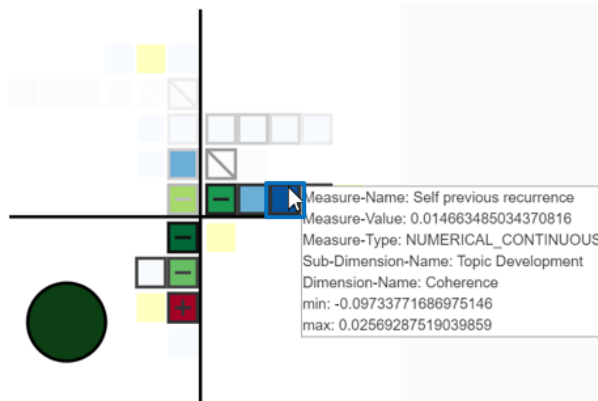 Measure-Name: Self previous recurrence
Measure-Value: 0.014663485034370816
Measure-Type: NUMERICAL_CONTINUOUS
Sub-Dimension-Name: Topic Development
Dimension-Name: Coherence
min: -0.09733771686975146
max: 0.02569287519039859